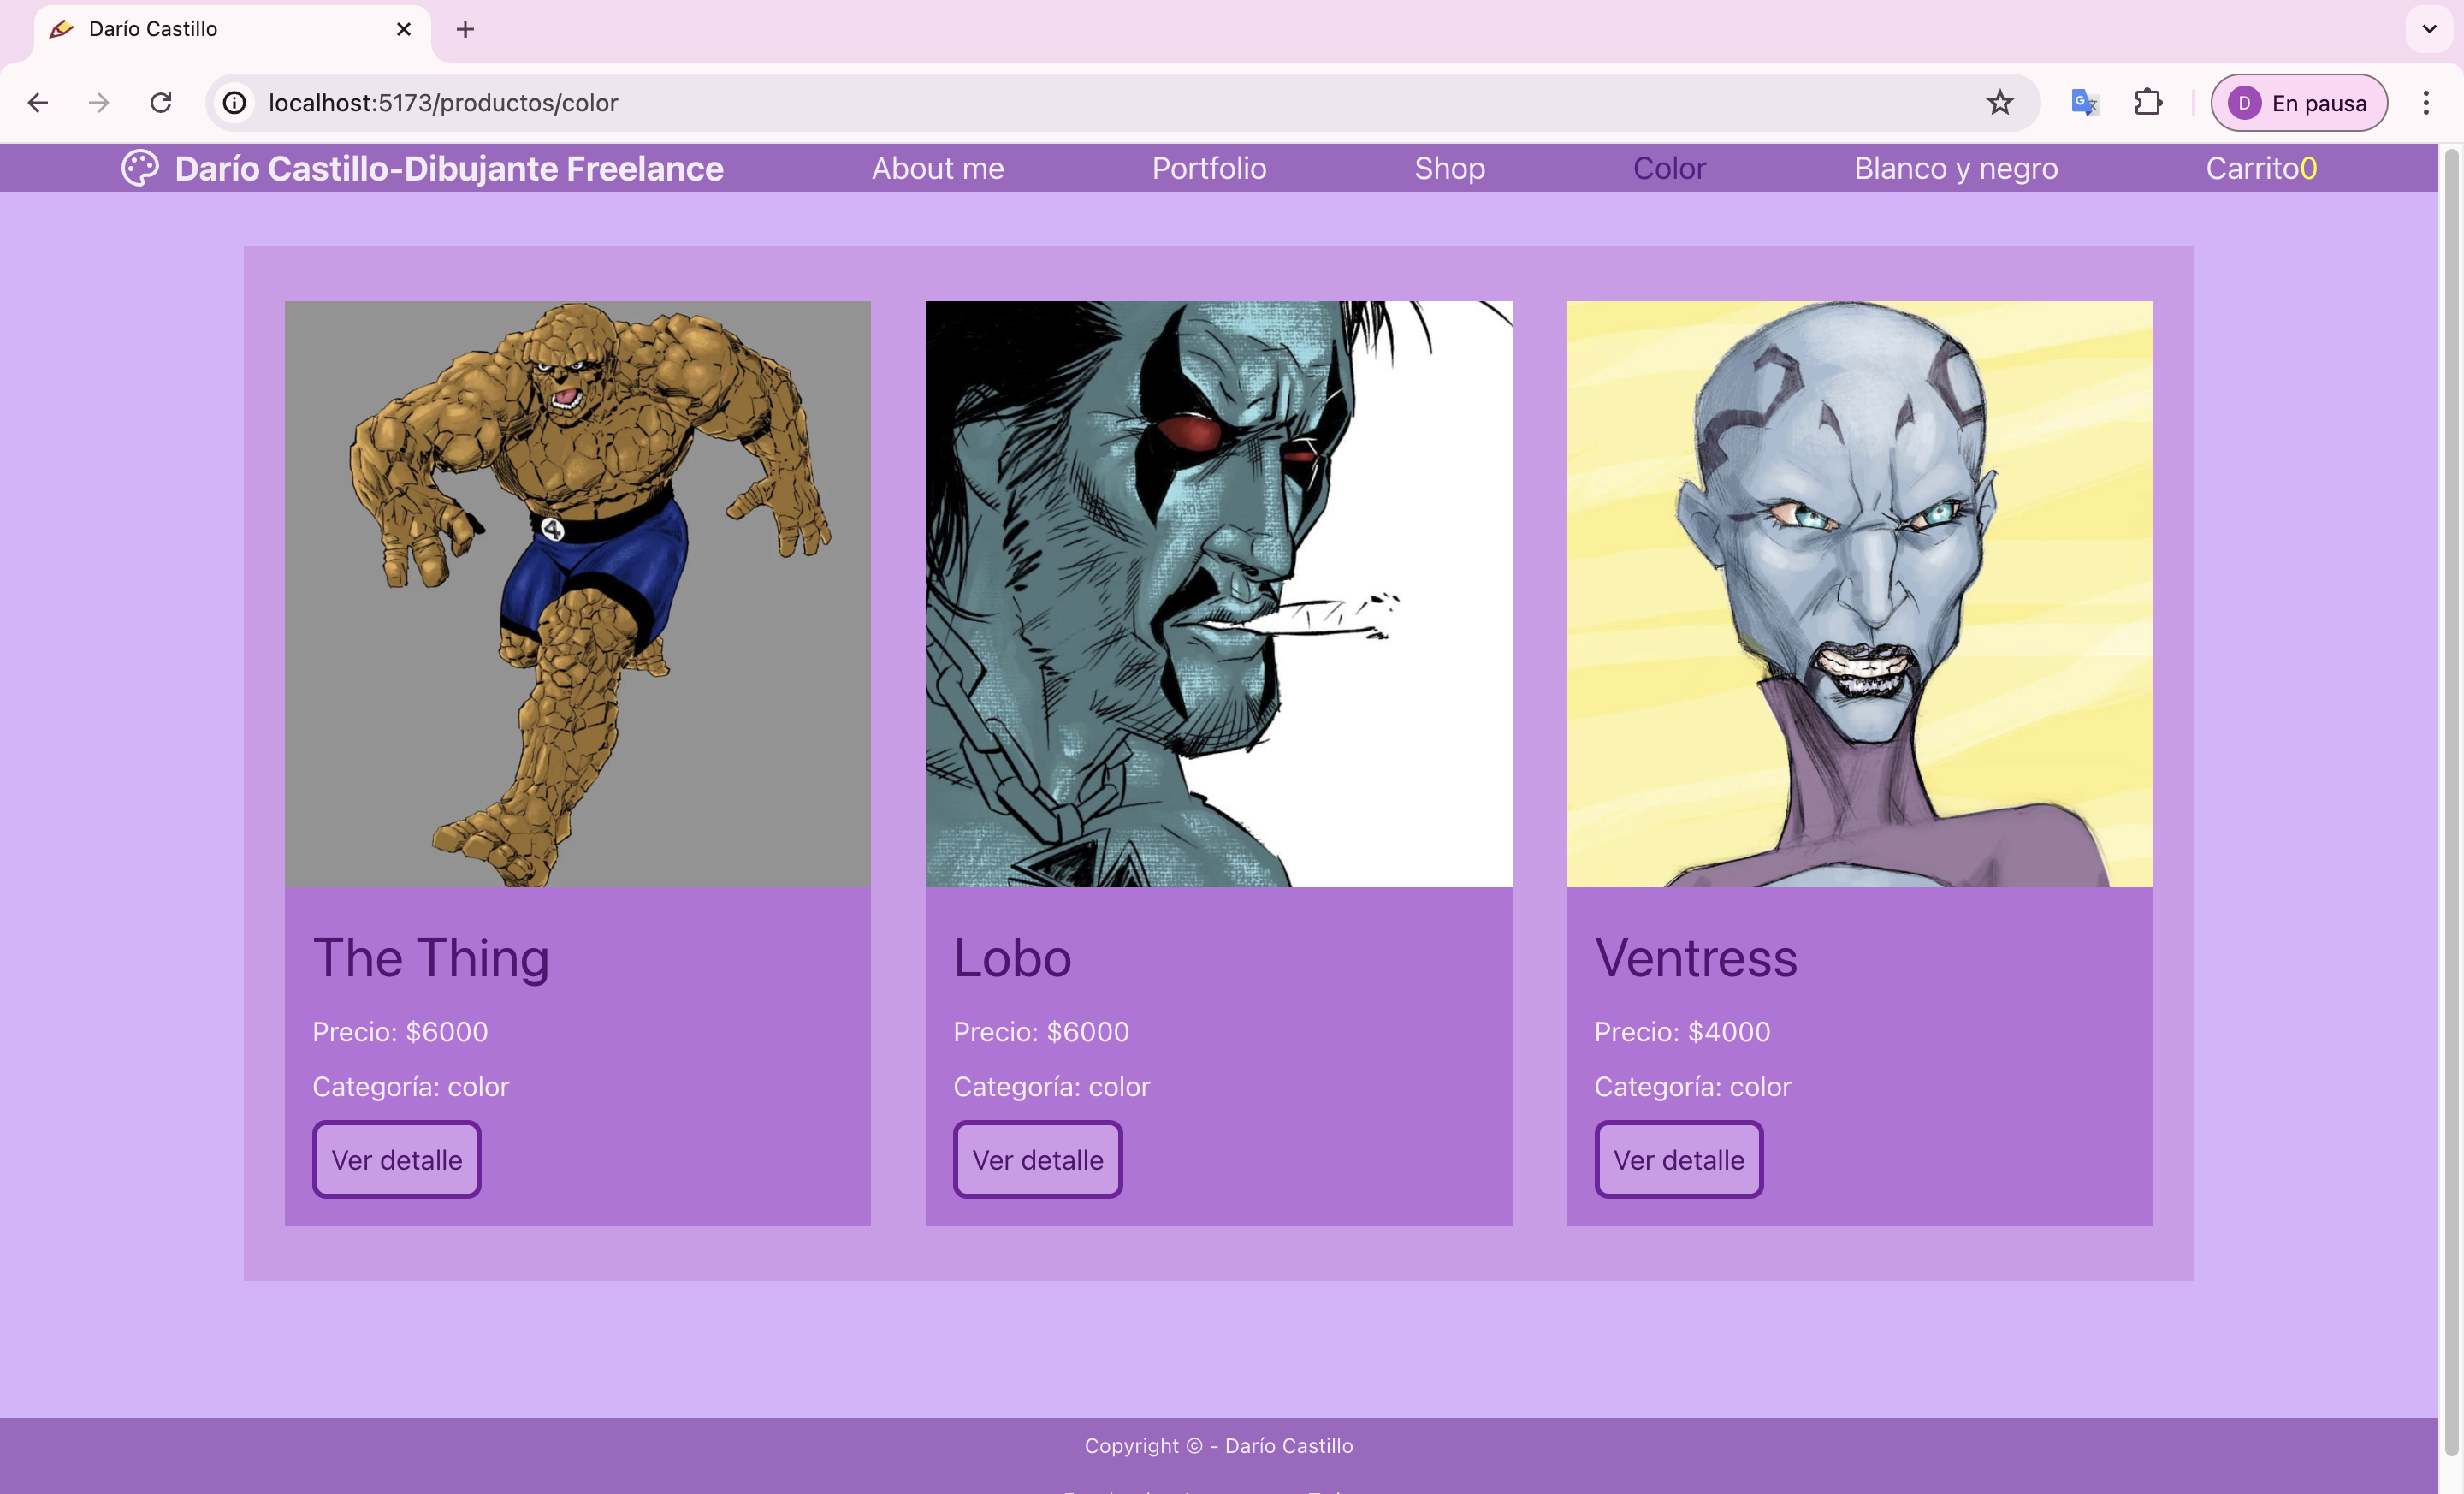 Darío Castillo
localhost:5173/productos/color
D En pausa
Darío Castillo-Dibujante Freelance About me Portfolio Shop Color Blanco y negro Carrito0
4
The Thing
Precio: $6000
Categoría: color
Ver detalle
Lobo
Precio: $6000
Categoría: color
Ver detalle
Ventress
Precio: $4000
Categoría: color
Ver detalle
Copyright © - Darío Castillo